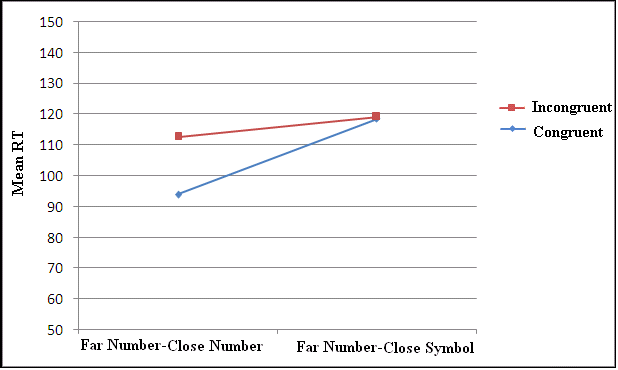 150
140
130
120
110
100
90
80
70
60
50
Mean RT
Far Number-Close Number
Far Number-Close Symbol
Incongruent
Congruent